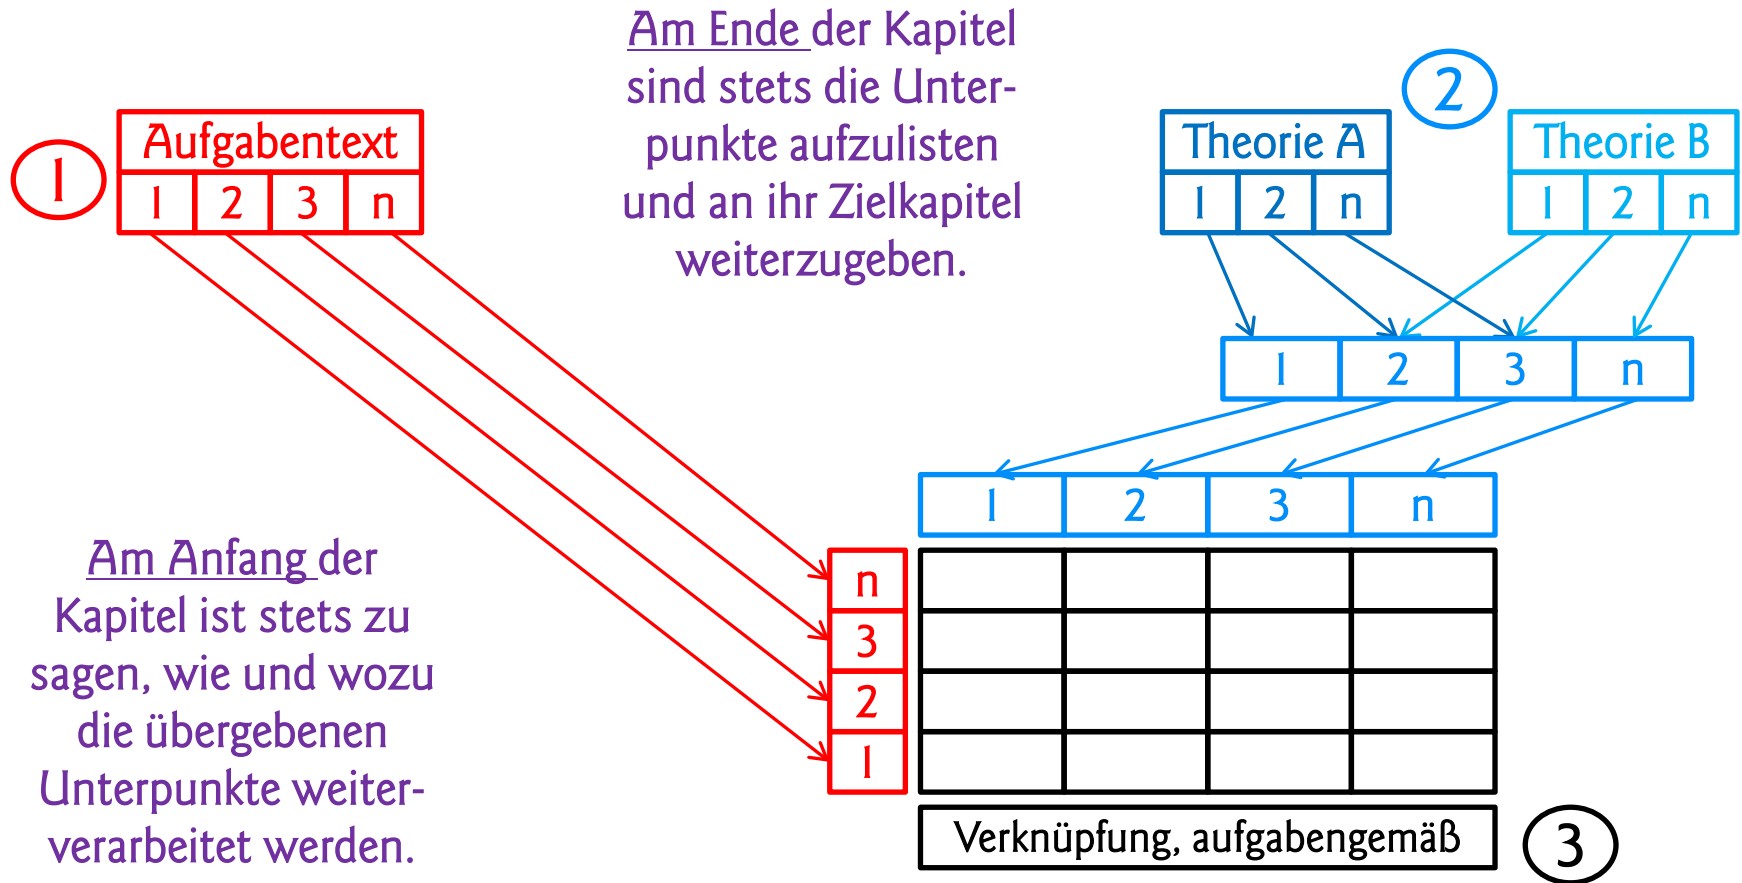 Am Ende der Kapitel
sind stets die Unter-
punkte aufzulisten
und an ihr Zielkapitel
weiterzugeben.
1
Aufgabentext
1 2 3 n
2
Theorie A
1 2 n
Theorie B
1 2 n
1 2 3 n
1 2 3 n
Am Anfang der
Kapitel ist stets zu
sagen, wie und wozu
die übergebenen
Unterpunkte weiter-
verarbeitet werden.
n
3
2
1
Verknüpfung, aufgabengemäß
3